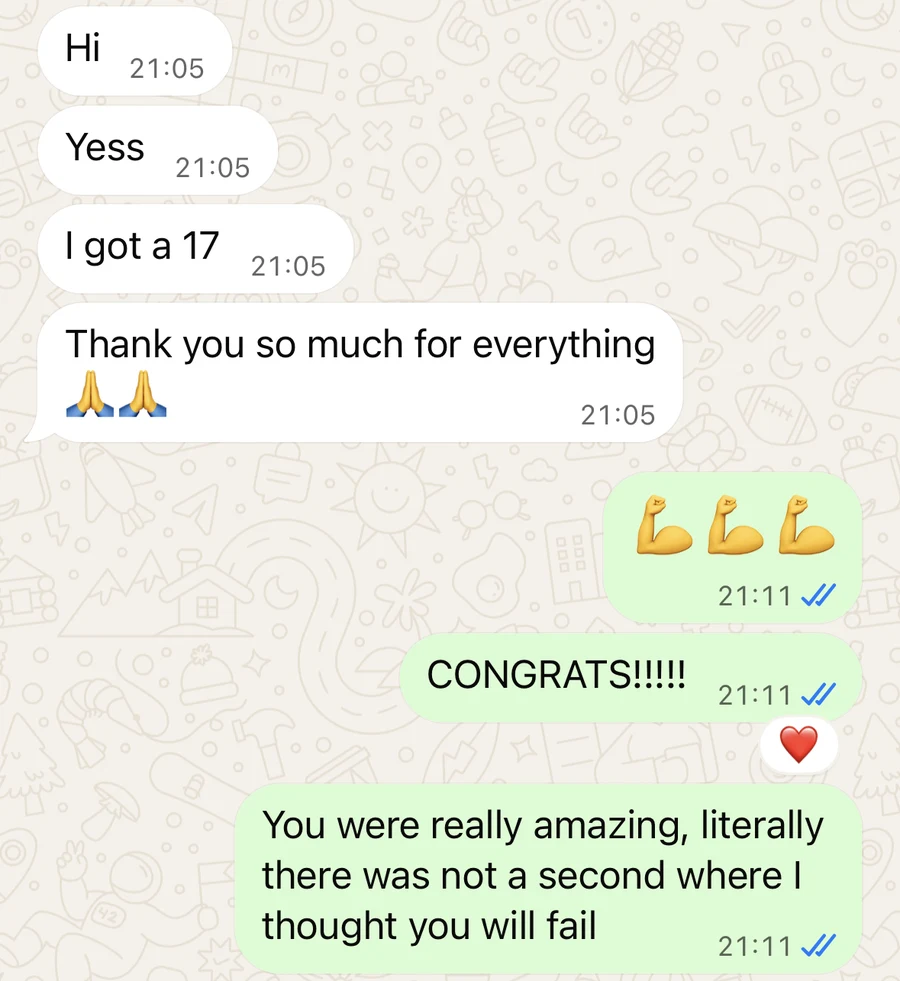 Hi
21:05
Yess
21:05
I got a 17
21:05
Thank you so much for everything
🙏🙏
21:05
💪💪💪
21:11
CONGRATS!!!!!
21:11
❤️
You were really amazing, literally
there was not a second where I
thought you will fail
21:11